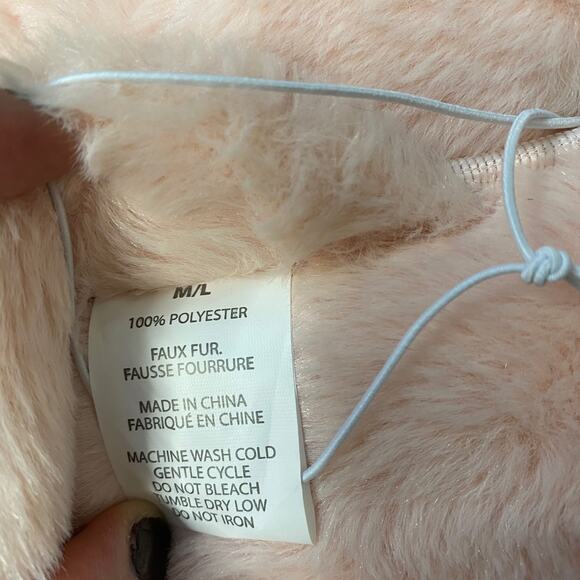 M/L
100% POLYESTER
FAUX FUR.
FAUSSE FOURRURE
MADE IN CHINA
FABRIQUÉ EN CHINE
MACHINE WASH COLD
GENTLE CYCLE
DO NOT BLEACH
TUMBLE DRY LOW
DO NOT IRON